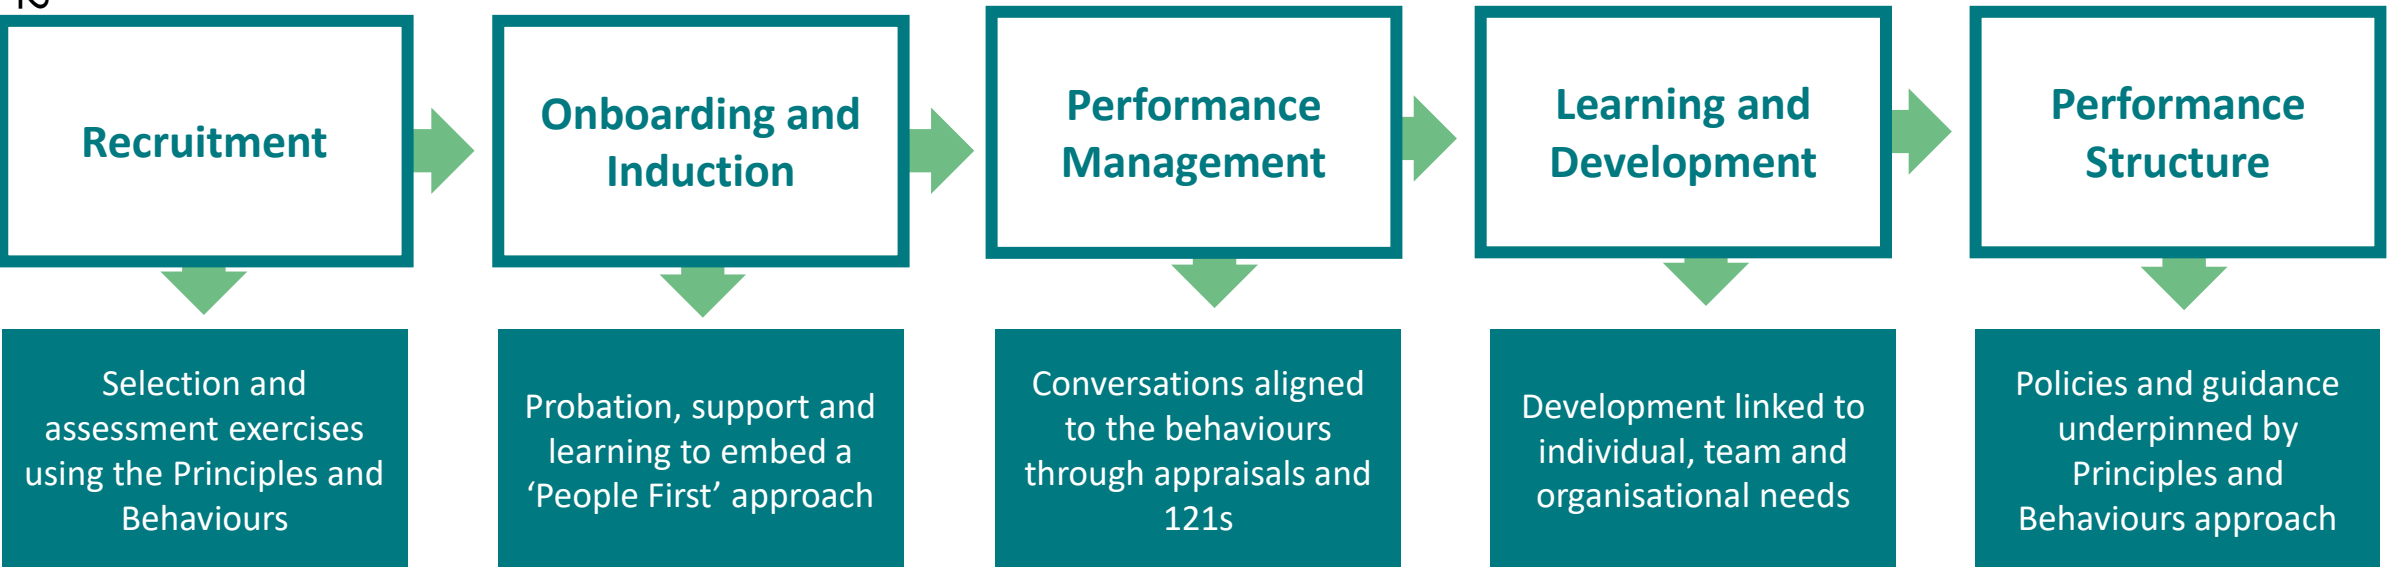 Recruitment
Onboarding and
Induction
Performance
Management
Learning and
Development
Performance
Structure
Selection and
assessment exercises
using the Principles and
Behaviours
Probation, support and
learning to embed a
‘People First’ approach
Conversations aligned
to the behaviours
through appraisals and
121s
Development linked to
individual, team and
organisational needs
Policies and guidance
underpinned by
Principles and
Behaviours approach